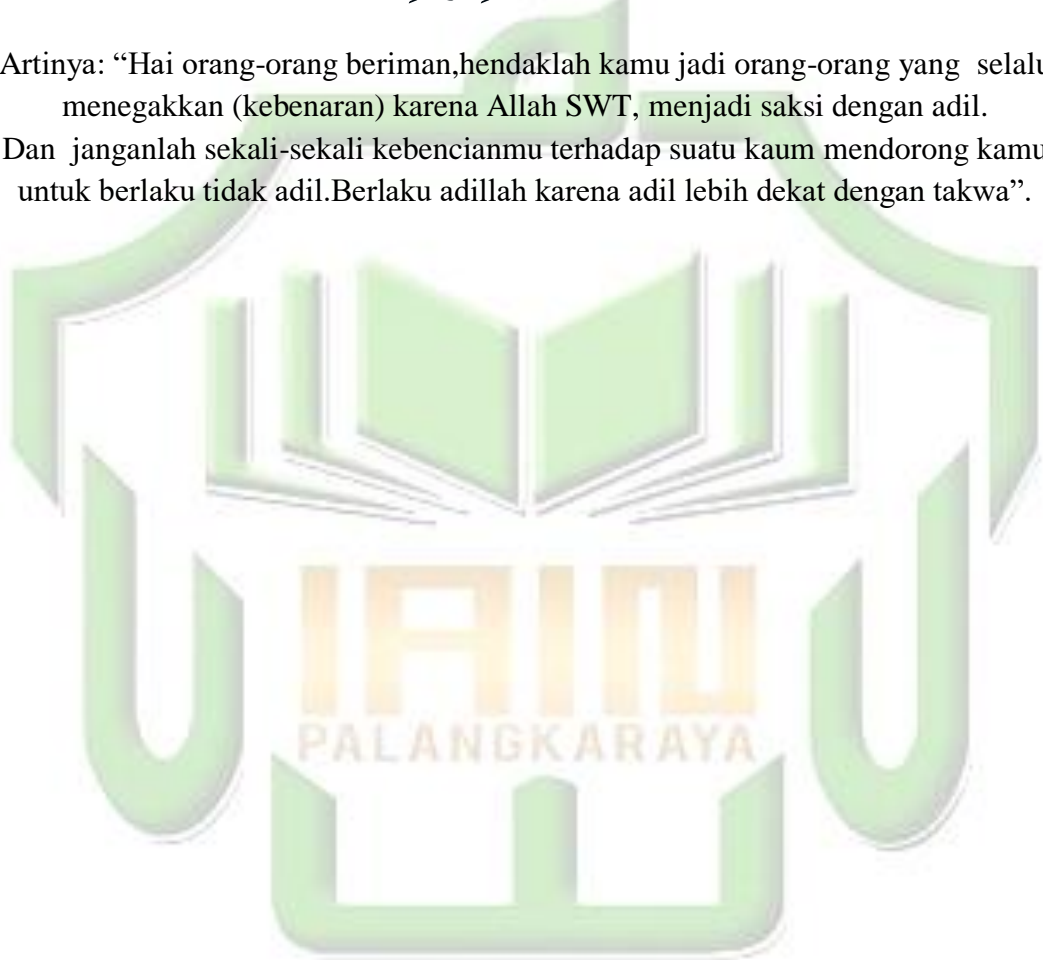 Artinya: “Hai orang-orang beriman,hendaklah kamu jadi orang-orang yang selalu
menegakkan (kebenaran) karena Allah SWT, menjadi saksi dengan adil.
Dan janganlah sekali-sekali kebencianmu terhadap suatu kaum mendorong kamu
untuk berlaku tidak adil.Berlaku adillah karena adil lebih dekat dengan takwa”.
IAIN
PALANGKARAYA